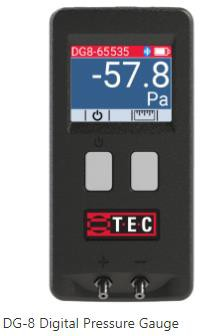 DG8-65535
-57.8
Pa
TEC
+ −
DG-8 Digital Pressure Gauge